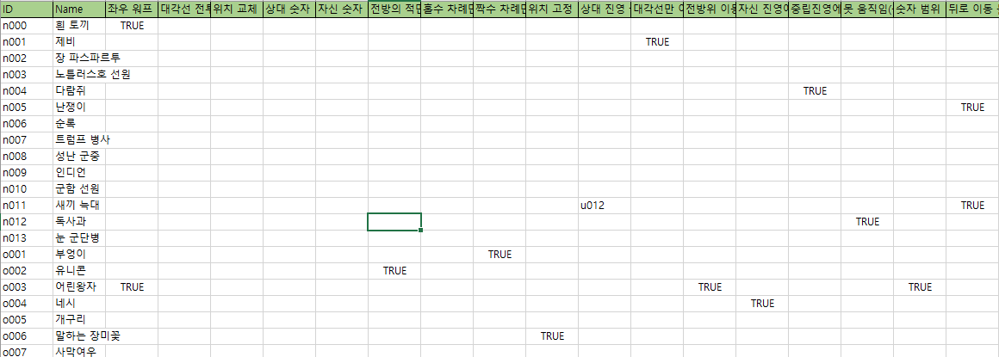 ID Name 좌우 워프 대각선 전투 위치 교체 상대 숫자 자신 숫자 전방의 적만 홀수 차례만 짝수 차례만 위치 고정 상대 진영 대각선만 이 전방위 이동 자신 진영에 중립진영에 못 움직임( 숫자 범위 뒤로 이동
n000 흰 토끼 TRUE
n001 제비 TRUE
n002 장 파스파르투
n003 노틸러스호 선원
n004 다람쥐 TRUE
n005 난쟁이 TRUE
n006 순록
n007 트럼프 병사
n008 성난 군중
n009 인디언
n010 군함 선원
n011 새끼 늑대 u012 TRUE
n012 독사과 TRUE
n013 눈 군단병
o001 부엉이 TRUE
o002 유니콘 TRUE
o003 어린왕자 TRUE TRUE TRUE
o004 네시 TRUE
o005 개구리
o006 말하는 장미꽃 TRUE
o007 사막여우